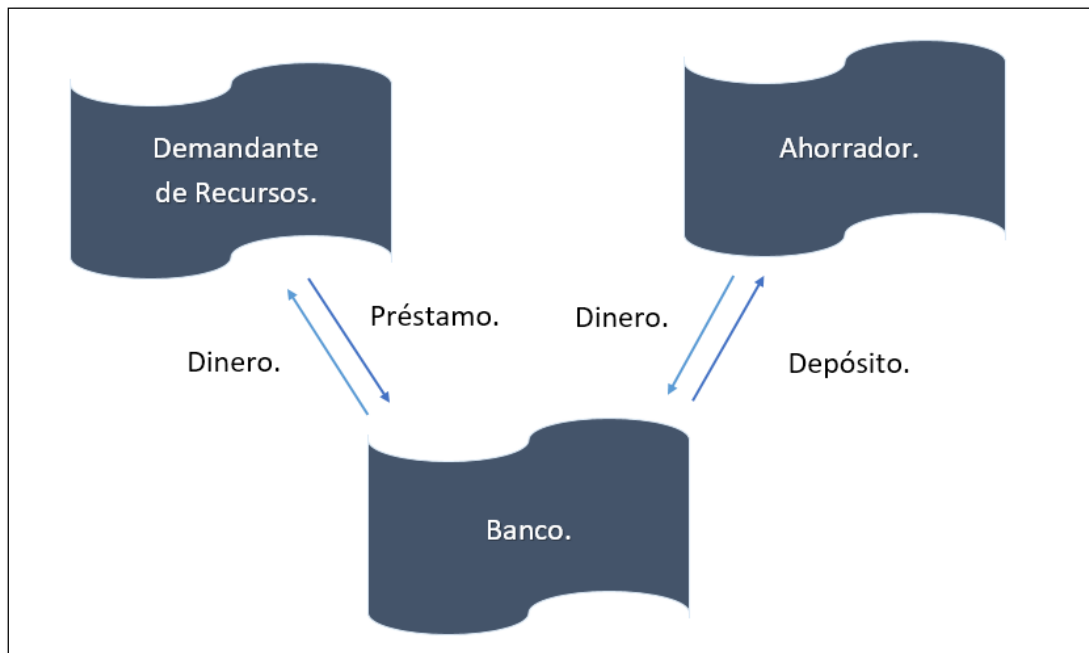 Demandante
de Recursos.
Ahorrador.
Préstamo.
Dinero.
Dinero.
Depósito.
Banco.